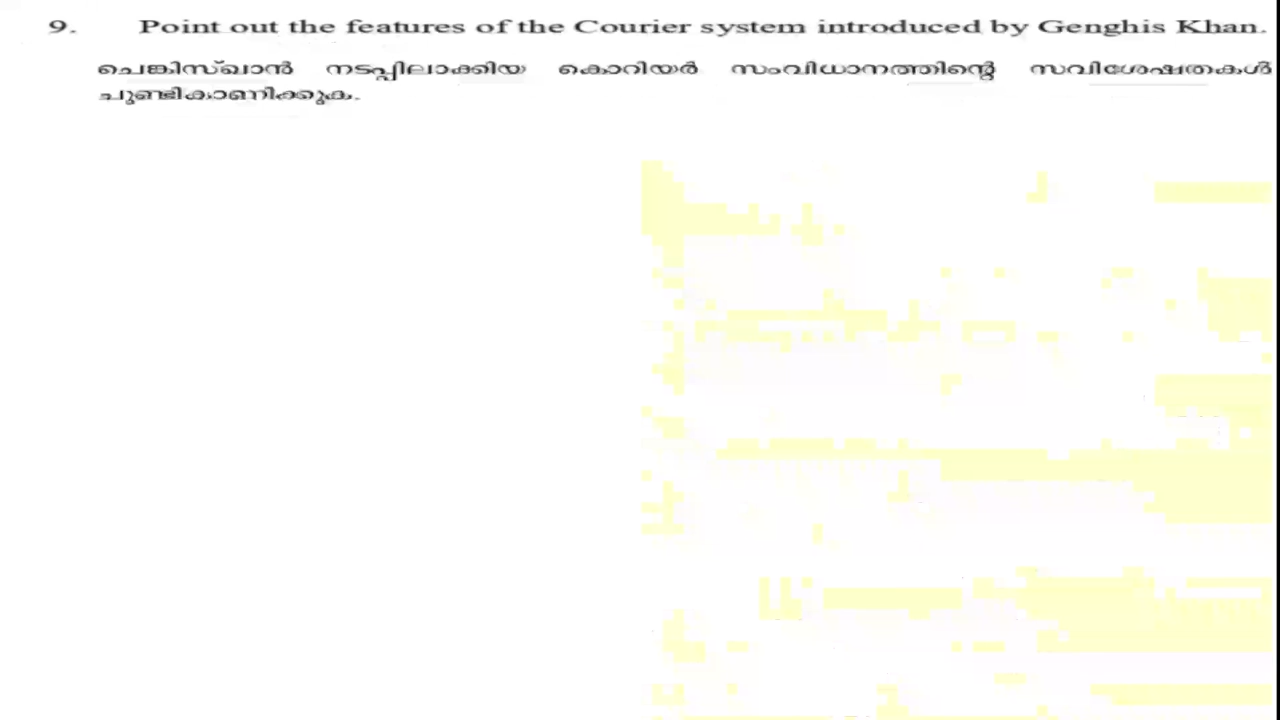 9. Point out the features of the Courier system introduced by Genghis Khan.
ചെങ്കിസ്ഖാൻ നടപ്പിലാക്കിയ കൊറിയർ സംവിധാനത്തിന്റെ സവിശേഷതകൾ
ചൂണ്ടികാണിക്കുക.